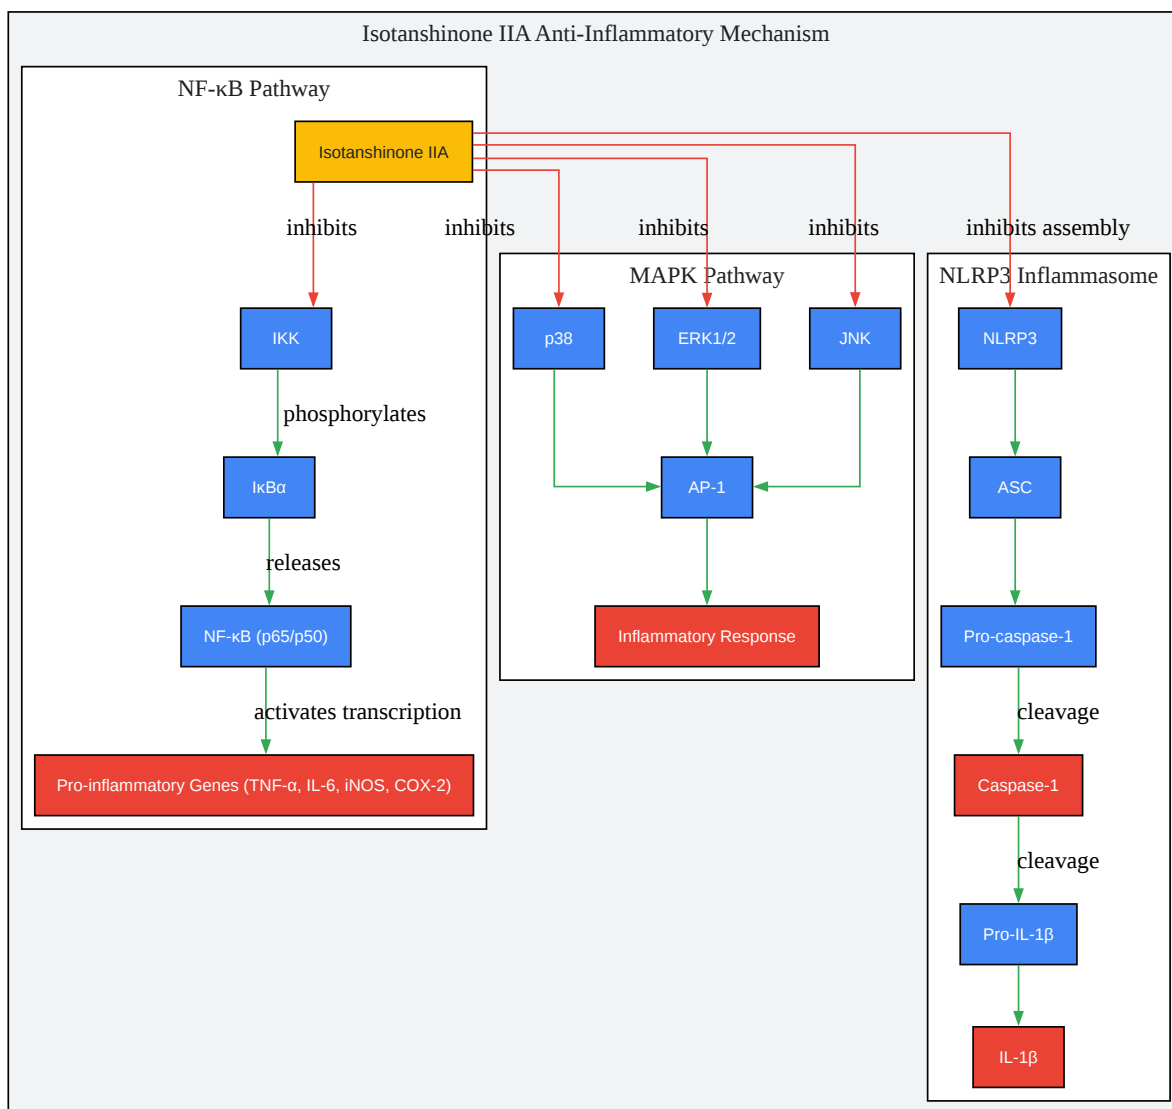 Isotanshinone IIA Anti-Inflammatory Mechanism
NF-κB Pathway
Isotanshinone IIA
inhibits
inhibits
inhibits
inhibits
inhibits assembly
MAPK Pathway
NLRP3 Inflammasome
IKK
p38
ERK1/2
JNK
NLRP3
phosphorylates
IκBα
AP-1
ASC
releases
NF-κB (p65/p50)
Inflammatory Response
Pro-caspase-1
activates transcription
cleavage
Pro-inflammatory Genes (TNF-α, IL-6, iNOS, COX-2)
Caspase-1
cleavage
Pro-IL-1β
IL-1β